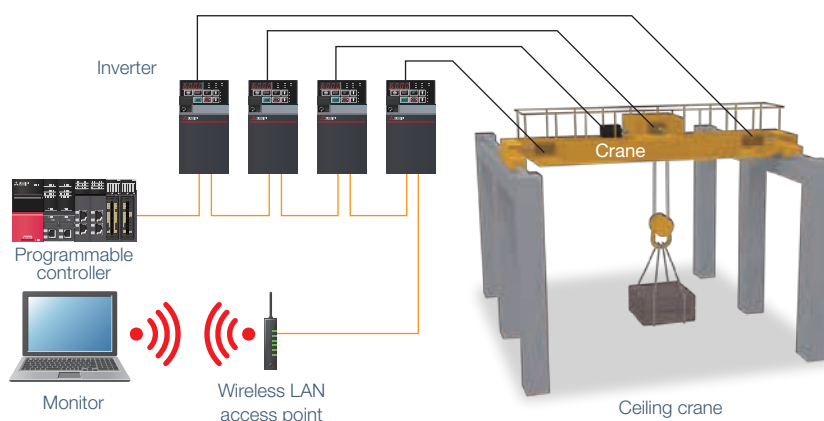 Inverter
Crane
Programmable
controller
Monitor
Wireless LAN
access point
Ceiling crane